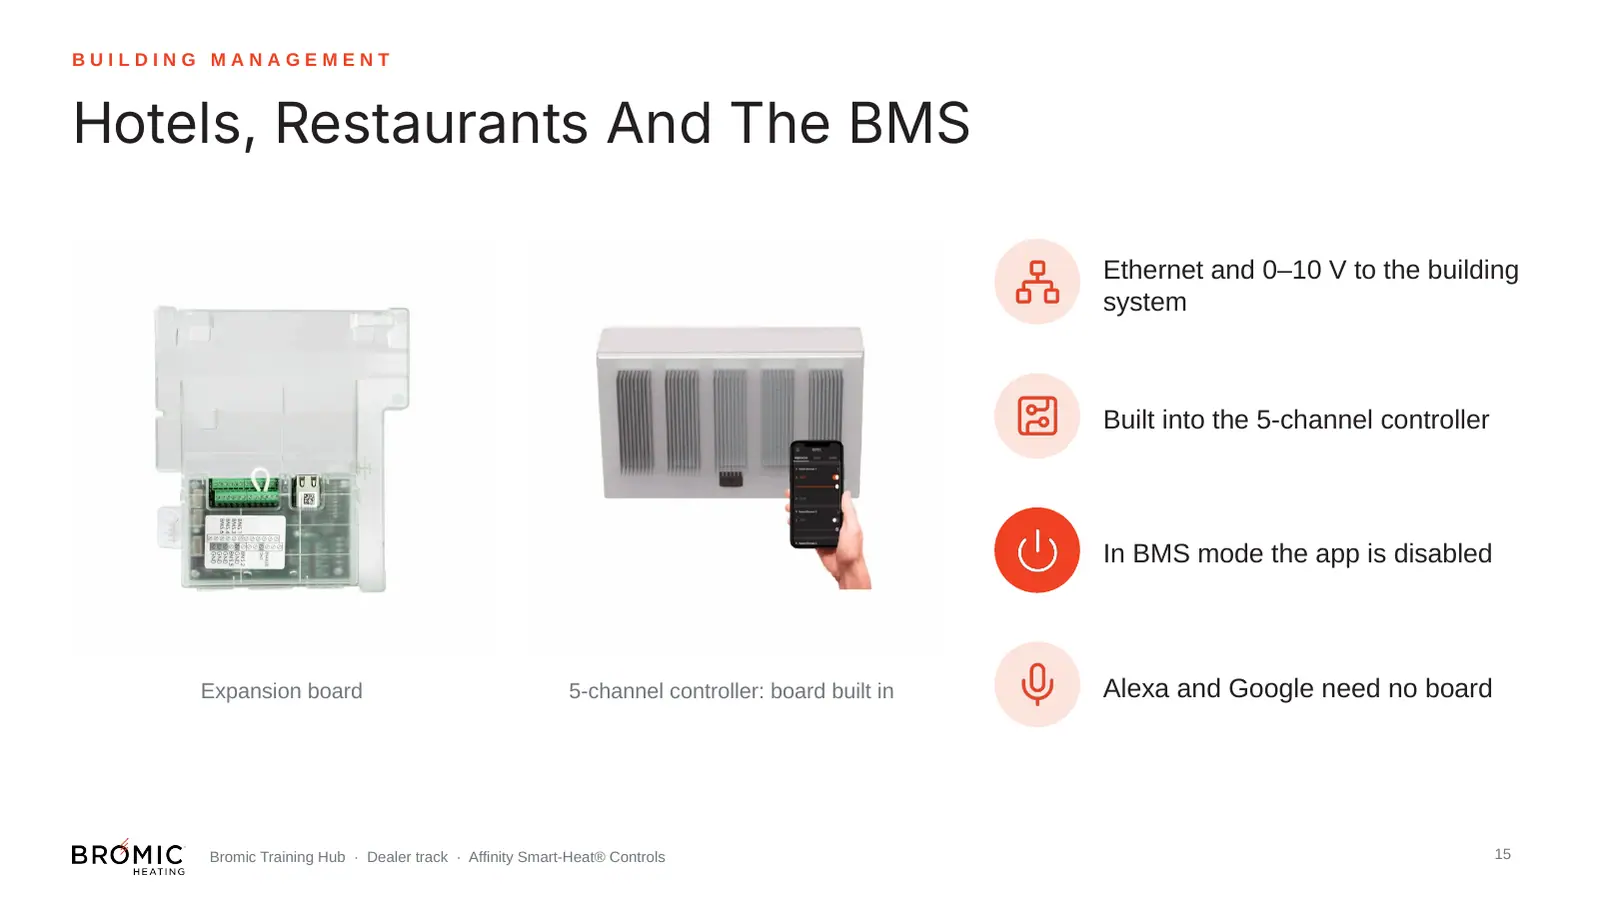 BUILDING MANAGEMENT
Hotels, Restaurants And The BMS
Ethernet and 0–10 V to the building
system
Built into the 5-channel controller
In BMS mode the app is disabled
Alexa and Google need no board
Expansion board
5-channel controller: board built in
BROMIC
HEATING
Bromic Training Hub · Dealer track · Affinity Smart-Heat® Controls
15